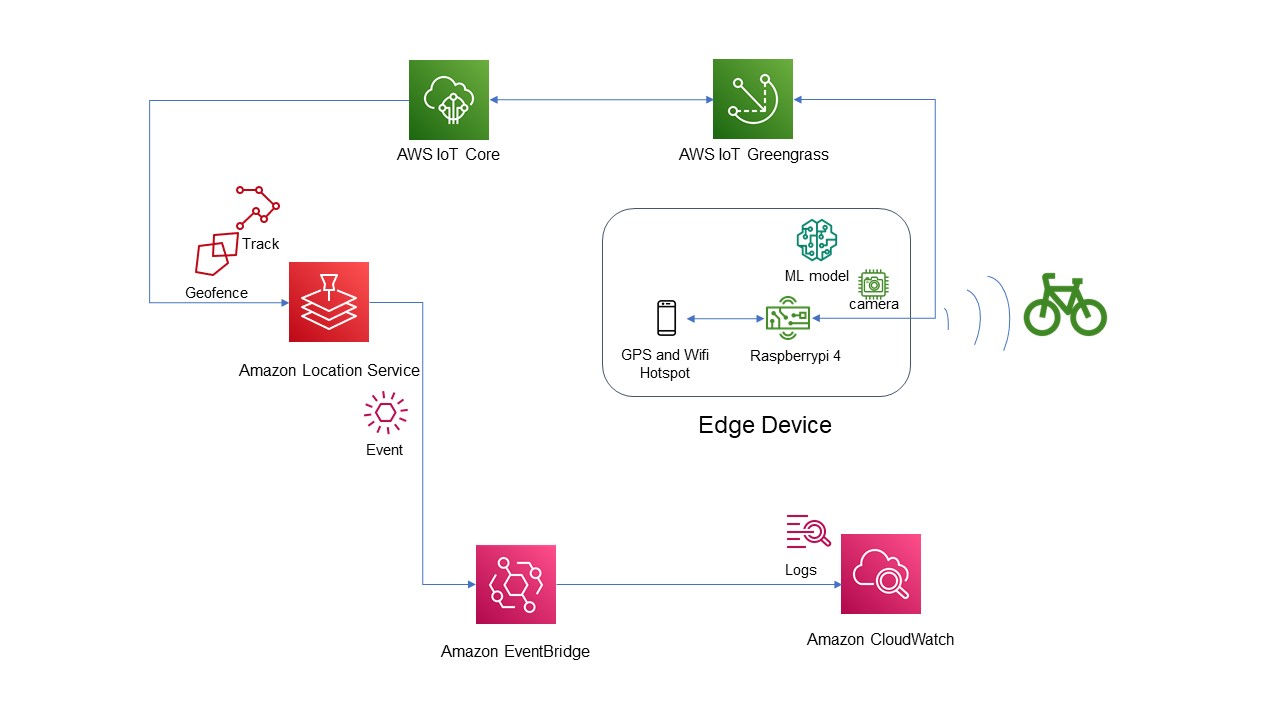 AWS IoT Core
AWS IoT Greengrass
Track
Geofence
Amazon Location Service
Event
ML model
camera
GPS and Wifi
Hotspot
Raspberrypi 4
Edge Device
Logs
Amazon EventBridge
Amazon CloudWatch